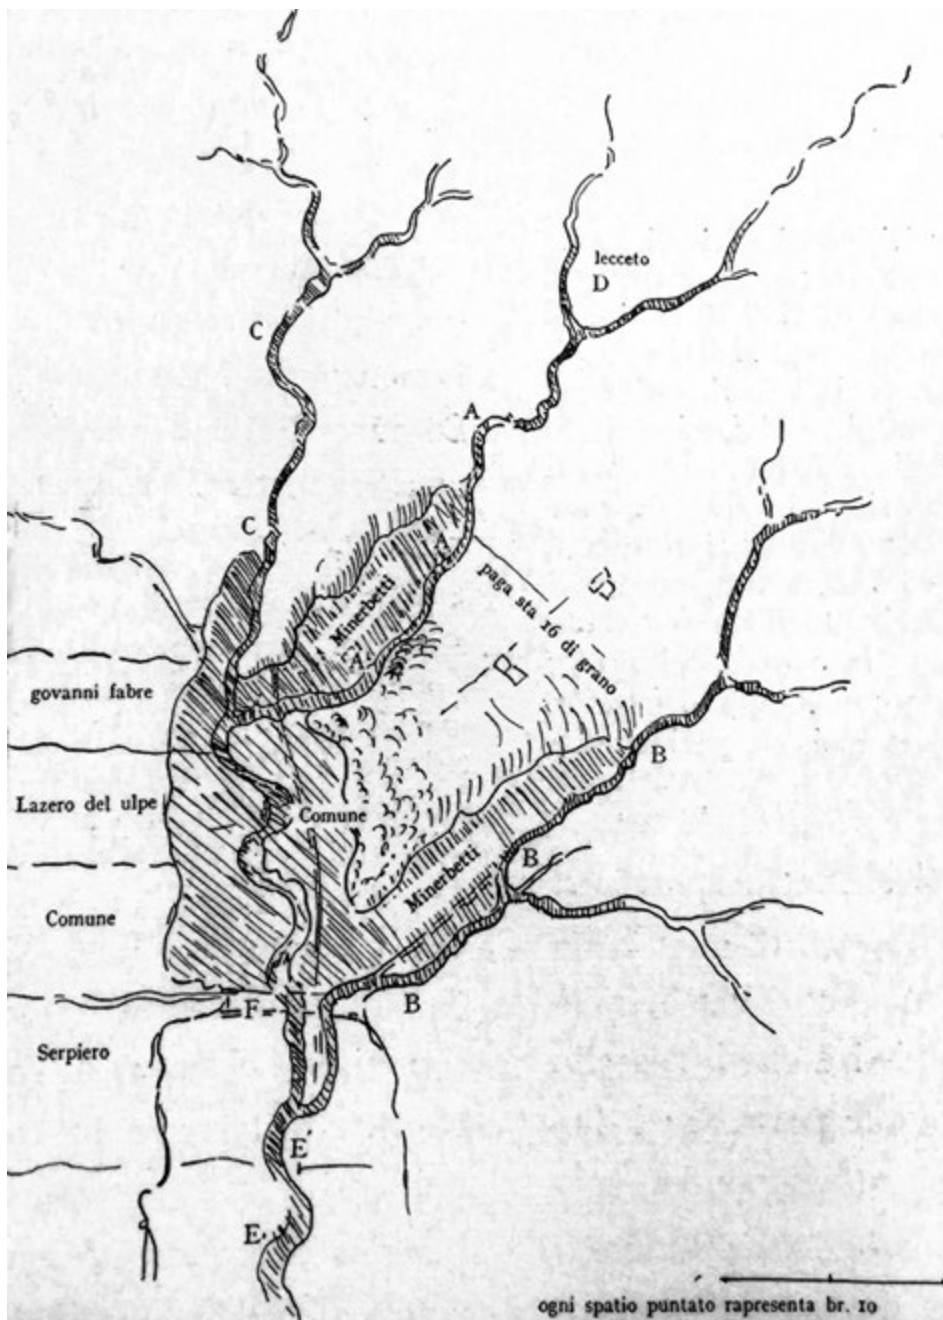 lecceto
D
C
A
C
A
Minerbetti
A
paga sta 16 di grano
govanni fabre
B
Lazero del ulpe
Comune
B
Minerbetti
Comune
B
F
Serpiero
E
E
ogni spatio puntato rapresenta br. 10